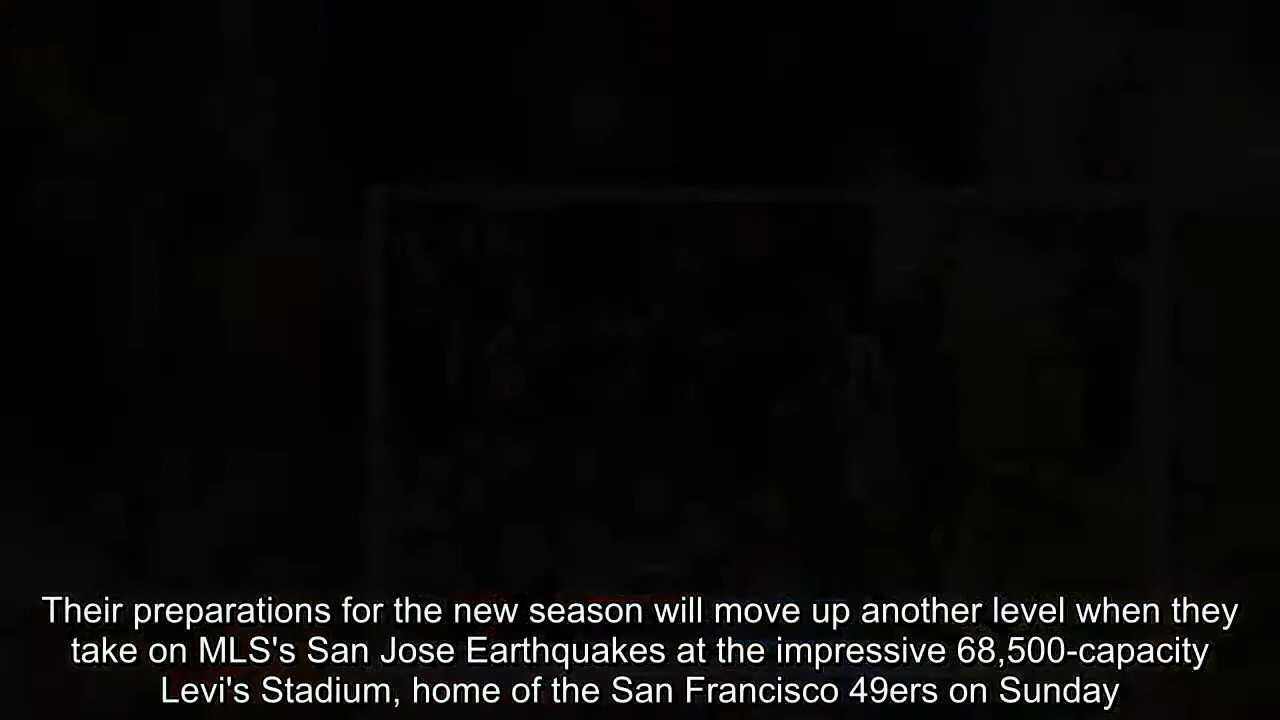 Their preparations for the new season will move up another level when they
take on MLS's San Jose Earthquakes at the impressive 68,500-capacity
Levi's Stadium, home of the San Francisco 49ers on Sunday